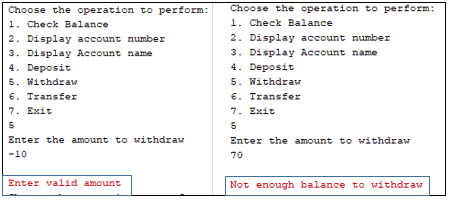 Choose the operation to perform:
1. Check Balance
2. Display account number
3. Display Account name
4. Deposit
5. Withdraw
6. Transfer
7. Exit
5
Enter the amount to withdraw
-10
Enter valid amount
Choose the operation to perform:
1. Check Balance
2. Display account number
3. Display Account name
4. Deposit
5. Withdraw
6. Transfer
7. Exit
5
Enter the amount to withdraw
70
Not enough balance to withdraw